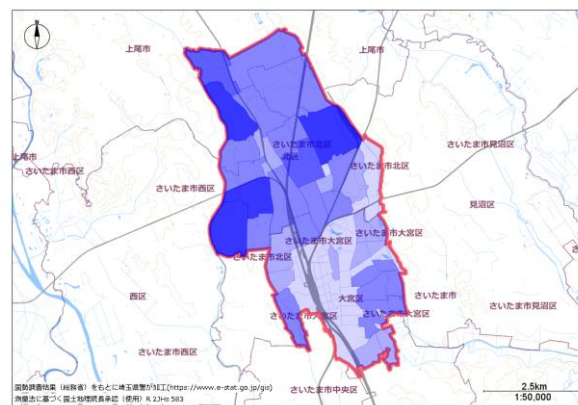 上尾市
上尾市
上尾市
さいたま市北区
北区
さいたま市見沼区
さいたま市西区
さいたま市西区
さいたま市北区
見沼区
さいたま市大宮区
さいたま市大宮区
さいたま市北区
西区
大宮区
さいたま市
さいたま市見沼区
さいたま市大宮区
さいたま市大宮区
さいたま市西区
さいたま市中央区
国勢調査結果(総務省)をもとに埼玉県警が加工(https://www.e-stat.go.jp/gis)
測量法に基づく国土地理院長承認(使用)R 2JHs 583
2.5km
1:50,000